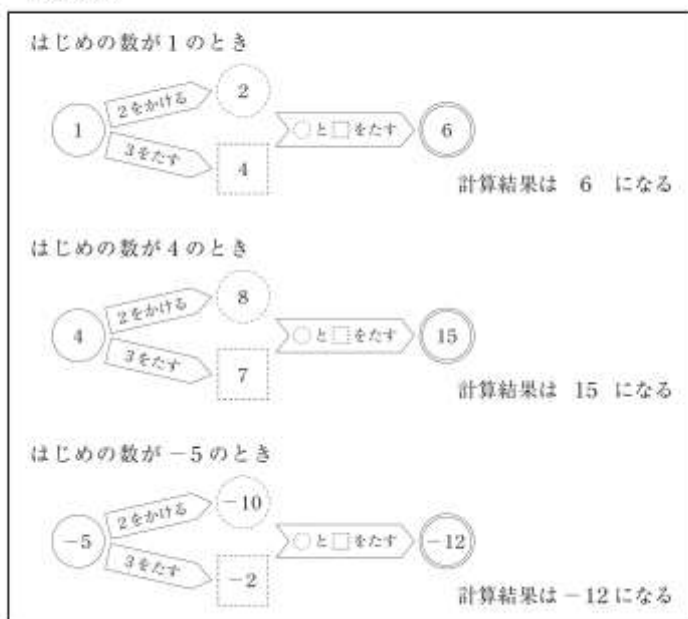 はじめの数が1のとき
1
2をかける
2
3をたす
4
○と□をたす
6
計算結果は 6 になる
はじめの数が4のとき
4
2をかける
8
3をたす
7
○と□をたす
15
計算結果は 15 になる
はじめの数が−5のとき
−5
2をかける
−10
3をたす
−2
○と□をたす
−12
計算結果は−12になる